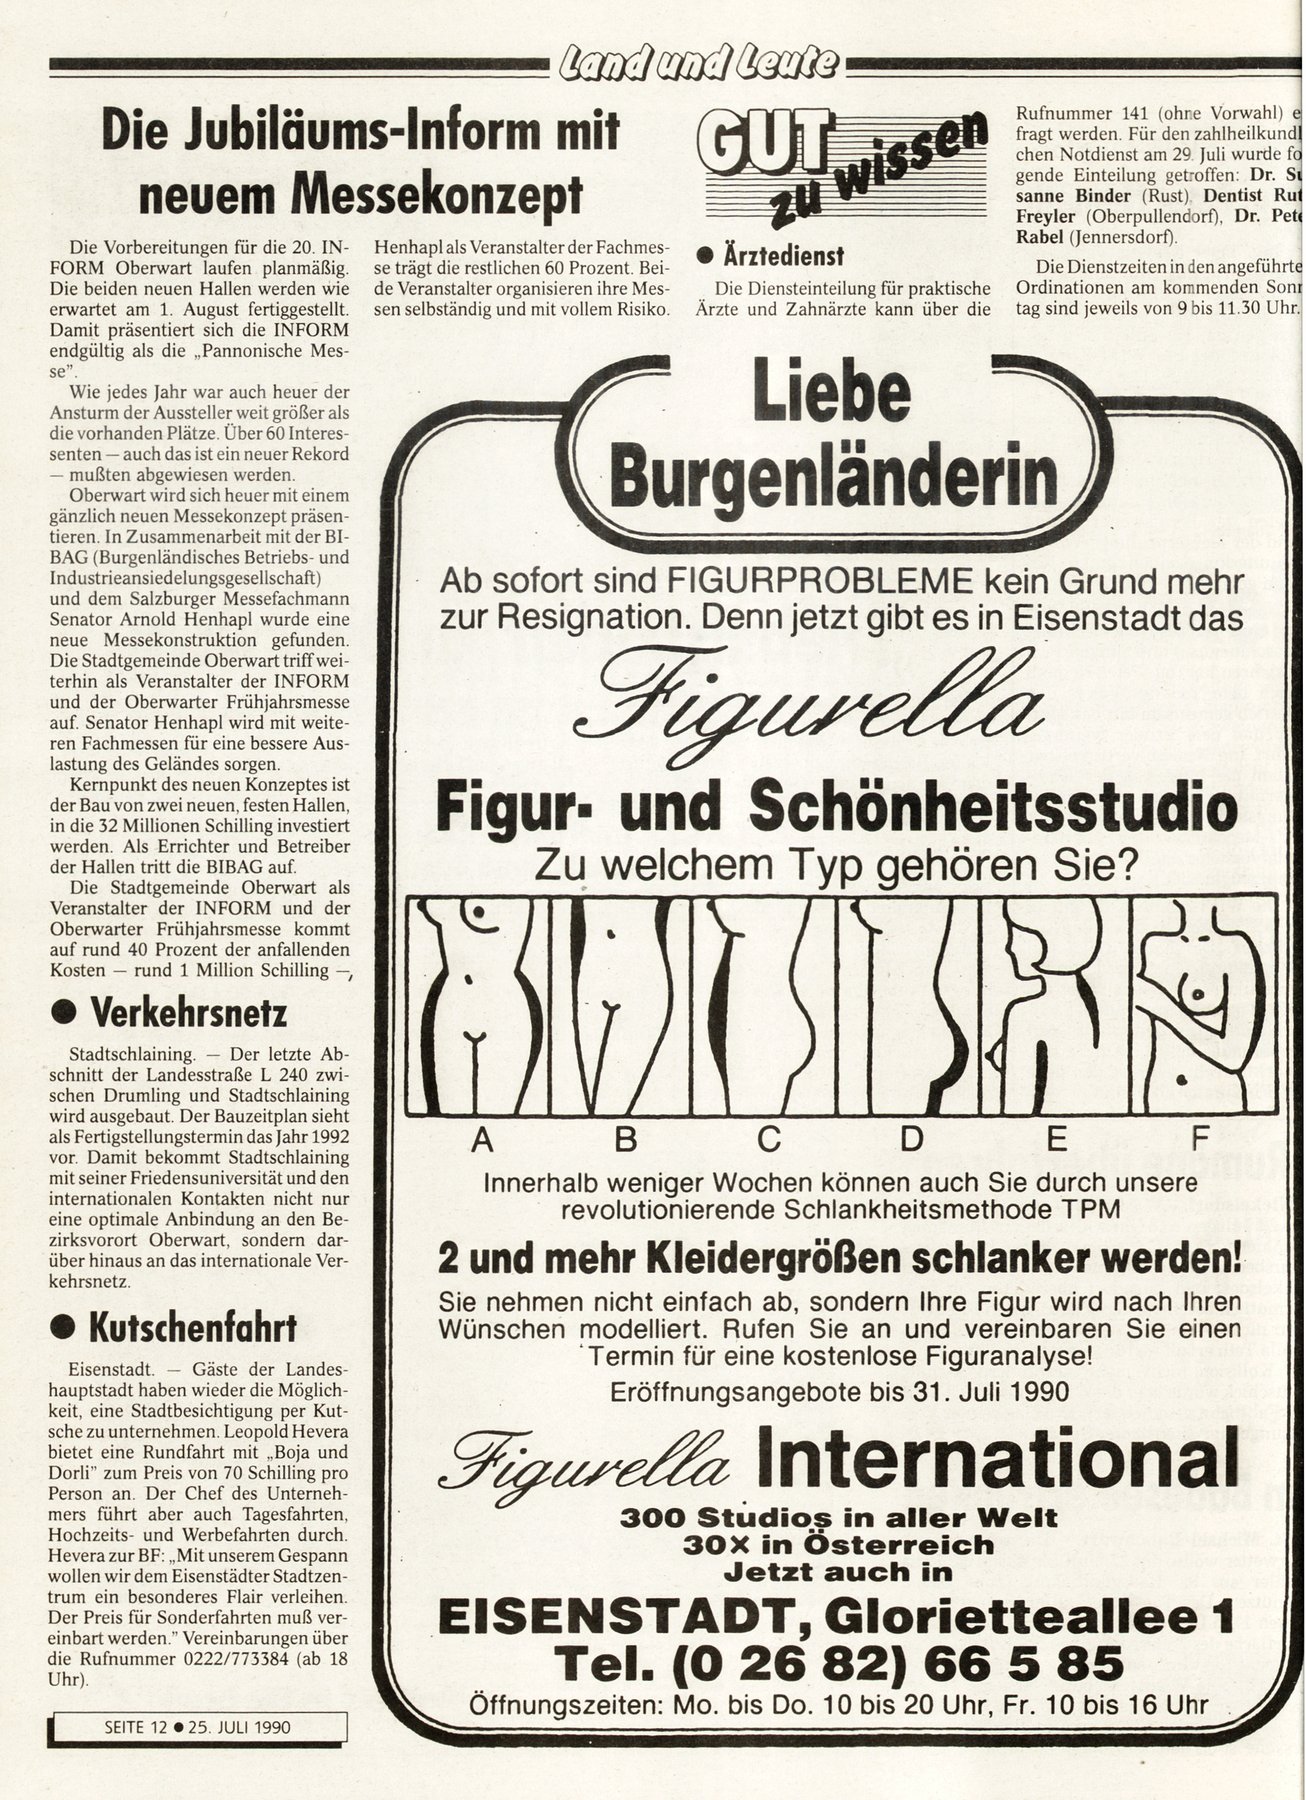 Land und Leute
Die Jubiläums-Inform mit
neuem Messekonzept
Die Vorbereitungen für die 20. IN-
FORM Oberwart laufen planmäßig.
Die beiden neuen Hallen werden wie
erwartet am 1. August fertiggestellt.
Damit präsentiert sich die INFORM
endgültig als die „Pannonische Mes-
se".
Wie jedes Jahr war auch heuer der
Ansturm der Aussteller weit größer als
die vorhanden Plätze. Über 60 Interes-
senten — auch das ist ein neuer Rekord
— mußten abgewiesen werden.
Oberwart wird sich heuer mit einem
gänzlich neuen Messekonzept präsen-
tieren. In Zusammenarbeit mit der BI-
BAG (Burgenländisches Betriebs- und
Industrieansiedelungsgesellschaft)
und dem Salzburger Messefachmann
Senator Arnold Henhapl wurde eine
neue Messekonstruktion gefunden.
Die Stadtgemeinde Oberwart triff wei-
terhin als Veranstalter der INFORM
und der Oberwarter Frühjahrsmesse
auf. Senator Henhapl wird mit weite-
ren Fachmessen für eine bessere Aus-
lastung des Geländes sorgen.
Kernpunkt des neuen Konzeptes ist
der Bau von zwei neuen, festen Hallen,
in die 32 Millionen Schilling investiert
werden. Als Errichter und Betreiber
der Hallen tritt die BIBAG auf.
Die Stadtgemeinde Oberwart als
Veranstalter der INFORM und der
Oberwarter Frühjahrsmesse kommt
auf rund 40 Prozent der anfallenden
Kosten — rund 1 Million Schilling —,
Henhapl als Veranstalter der Fachmes-
se trägt die restlichen 60 Prozent. Bei-
de Veranstalter organisieren ihre Mes-
sen selbständig und mit vollem Risiko.
● Verkehrsnetz
Stadtschlaining. — Der letzte Ab-
schnitt der Landesstraße L 240 zwi-
schen Drumling und Stadtschlaining
wird ausgebaut. Der Bauzeitplan sieht
als Fertigstellungstermin das Jahr 1992
vor. Damit bekommt Stadtschlaining
mit seiner Friedensuniversität und den
internationalen Kontakten nicht nur
eine optimale Anbindung an den Be-
zirksvorort Oberwart, sondern dar-
über hinaus an das internationale Ver-
kehrsnetz.
● Kutschenfahrt
Eisenstadt. — Gäste der Landes-
hauptstadt haben wieder die Möglich-
keit, eine Stadtbesichtigung per Kut-
sche zu unternehmen. Leopold Hevera
bietet eine Rundfahrt mit „Boja und
Dorli" zum Preis von 70 Schilling pro
Person an. Der Chef des Unterneh-
mers führt aber auch Tagesfahrten,
Hochzeits- und Werbefahrten durch.
Hevera zur BF: „Mit unserem Gespann
wollen wir dem Eisenstädter Stadtzen-
trum ein besonderes Flair verleihen.
Der Preis für Sonderfahrten muß ver-
einbart werden." Vereinbarungen über
die Rufnummer 0222/773384 (ab 18
Uhr).
GUT
zu wissen
● Ärztedienst
Die Diensteinteilung für praktische
Ärzte und Zahnärzte kann über die
Rufnummer 141 (ohne Vorwahl) e
fragt werden. Für den zahlheilkundl
chen Notdienst am 29. Juli wurde fo
gende Einteilung getroffen: Dr. Su
sanne Binder (Rust), Dentist Rut
Freyler (Oberpullendorf), Dr. Pete
Rabel (Jennersdorf).
Die Dienstzeiten in den angeführte
Ordinationen am kommenden Sonn
tag sind jeweils von 9 bis 11.30 Uhr.
Liebe
Burgenländerin
Ab sofort sind FIGURPROBLEME kein Grund mehr
zur Resignation. Denn jetzt gibt es in Eisenstadt das
Figurella
Figur- und Schönheitsstudio
Zu welchem Typ gehören Sie?
A B C D E F
Innerhalb weniger Wochen können auch Sie durch unsere
revolutionierende Schlankheitsmethode TPM
2 und mehr Kleidergrößen schlanker werden!
Sie nehmen nicht einfach ab, sondern Ihre Figur wird nach Ihren
Wünschen modelliert. Rufen Sie an und vereinbaren Sie einen
Termin für eine kostenlose Figuranalyse!
Eröffnungsangebote bis 31. Juli 1990
Figurella International
300 Studios in aller Welt
30X in Österreich
Jetzt auch in
EISENSTADT, Glorietteallee 1
Tel. (0 26 82) 66 5 85
Öffnungszeiten: Mo. bis Do. 10 bis 20 Uhr, Fr. 10 bis 16 Uhr
SEITE 12 ● 25. JULI 1990